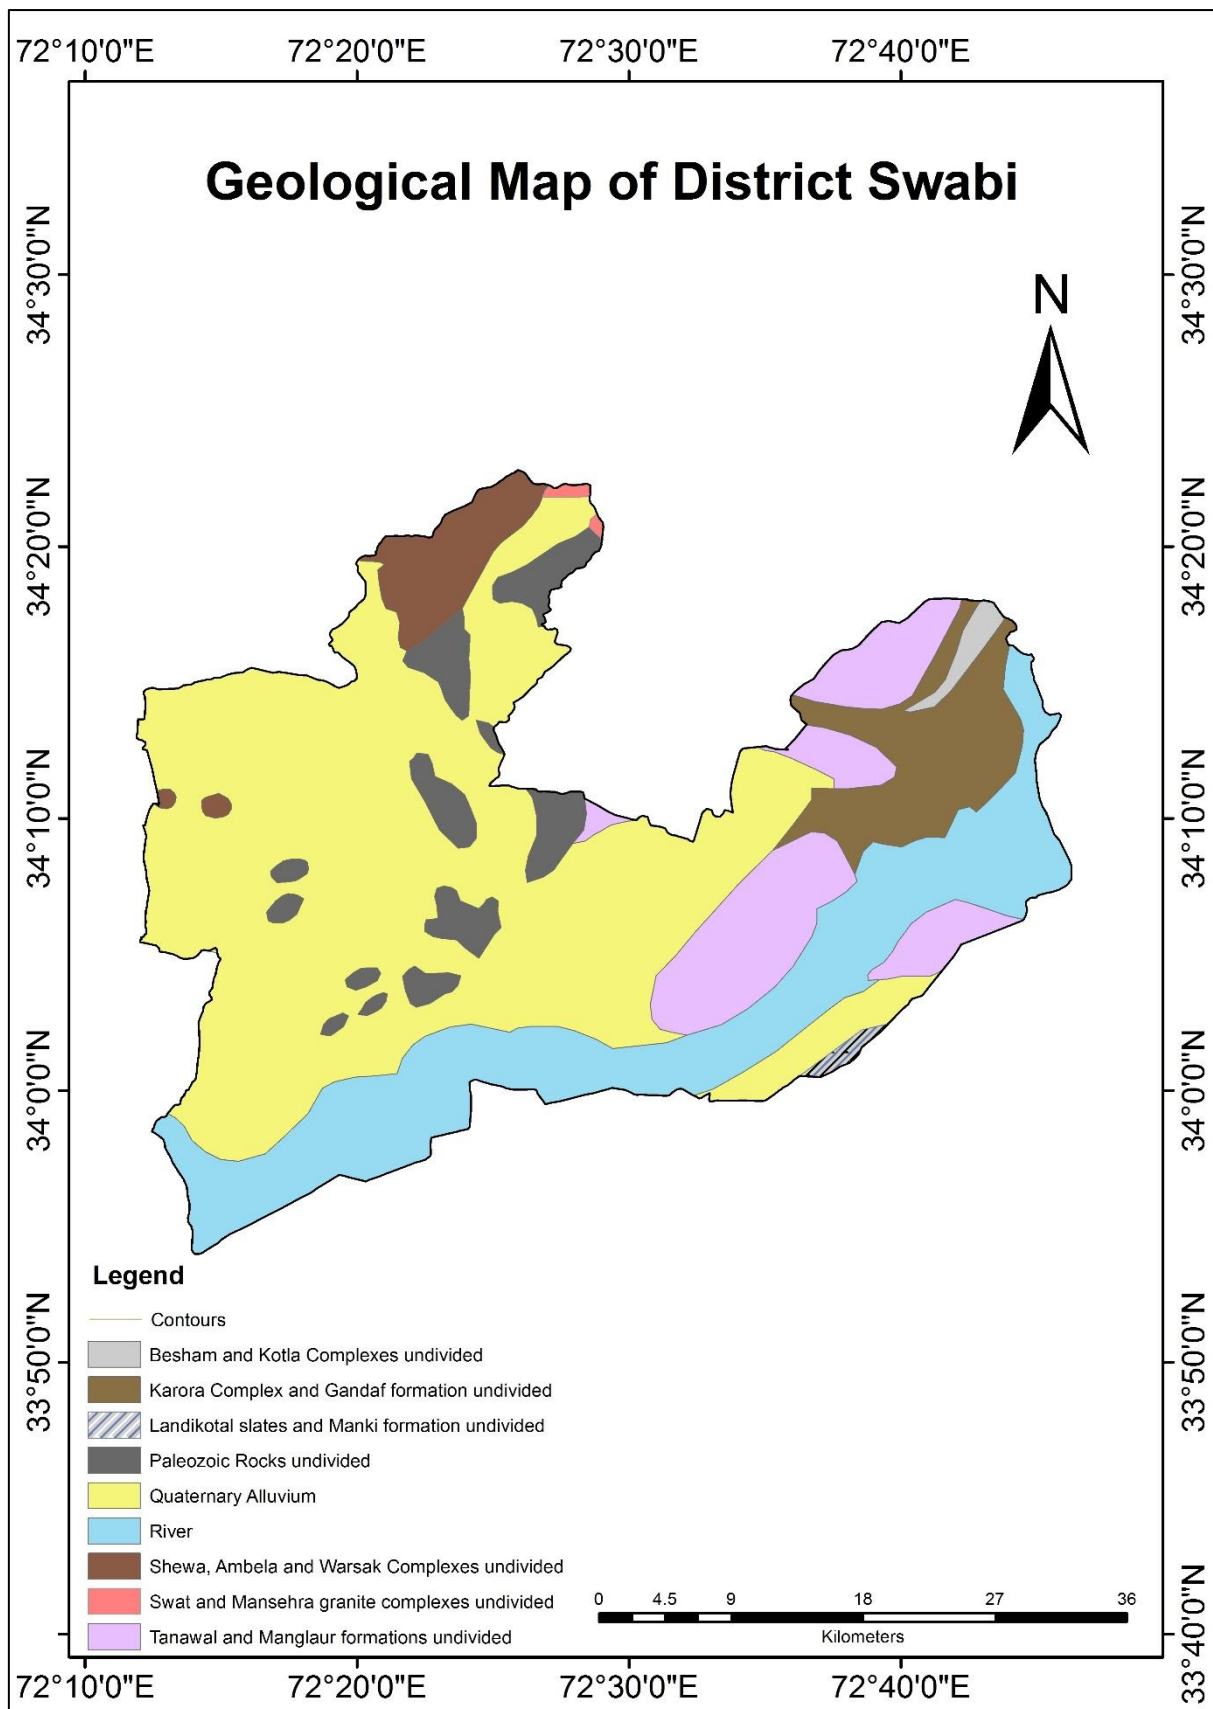 72°10'0"E 72°20'0"E 72°30'0"E 72°40'0"E
Geological Map of District Swabi
N
34°30'0"N 34°30'0"N
34°20'0"N 34°20'0"N
34°10'0"N 34°10'0"N
34°0'0"N 34°0'0"N
33°50'0"N 33°50'0"N
33°40'0"N
Legend
Contours
Besham and Kotla Complexes undivided
Karora Complex and Gandaf formation undivided
Landikotal slates and Manki formation undivided
Paleozoic Rocks undivided
Quaternary Alluvium
River
Shewa, Ambela and Warsak Complexes undivided
Swat and Mansehra granite complexes undivided
Tanawal and Manglaur formations undivided
0 4.5 9 18 27 36
Kilometers
72°10'0"E 72°20'0"E 72°30'0"E 72°40'0"E